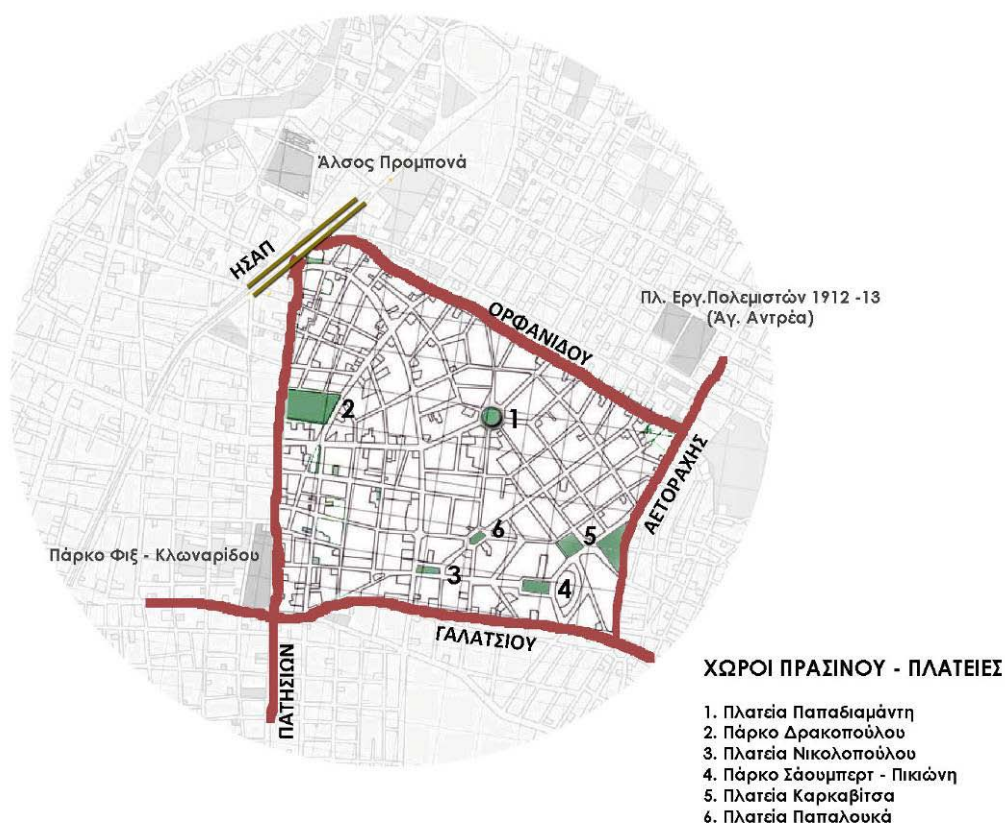 Άλσος Προμπονά
ΗΣΑΠ
Πλ. Εργ.Πολεμιστών 1912 -13
(Άγ. Αντρέα)
ΟΡΦΑΝΙΔΟΥ
2
1
ΑΕΤΟΡΑΧΗΣ
6
5
Πάρκο Φιξ - Κλωναρίδου
3
4
ΓΑΛΑΤΣΙΟΥ
ΠΑΤΗΣΙΩΝ
ΧΩΡΟΙ ΠΡΑΣΙΝΟΥ - ΠΛΑΤΕΙΕΣ
1. Πλατεία Παπαδιαμάντη
2. Πάρκο Δρακοπούλου
3. Πλατεία Νικολοπούλου
4. Πάρκο Σάουμπερτ - Πικιώνη
5. Πλατεία Καρκαβίτσα
6. Πλατεία Παπαλουκά